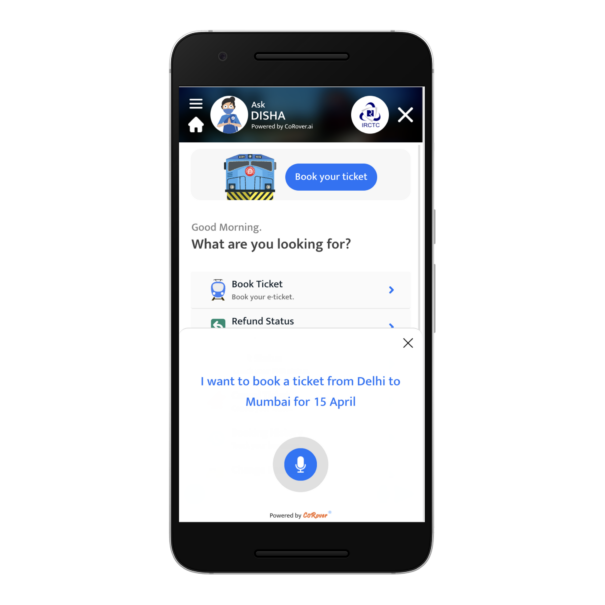 Ask
DISHA
Powered by CoRover.ai
IRCTC
Book your ticket
Good Morning.
What are you looking for?
Book Ticket
Book your e-ticket.
Refund Status
I want to book a ticket from Delhi to
Mumbai for 15 April
Powered by CoRover